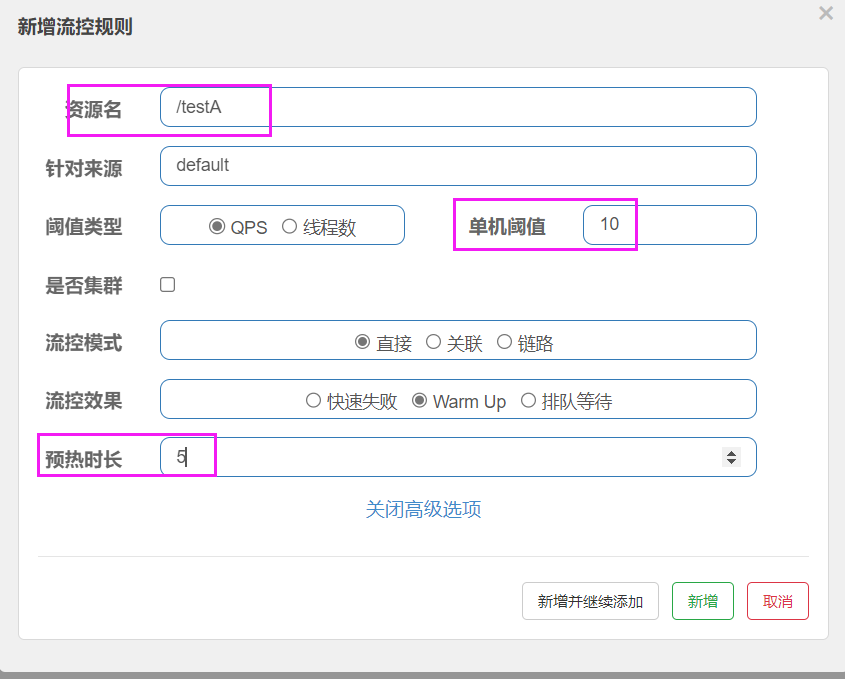 新增流控规则 ×
资源名 /testA
针对来源 default
阈值类型 QPS 线程数 单机阈值 10
是否集群
流控模式 直接 关联 链路
流控效果 快速失败 Warm Up 排队等待
预热时长 5
关闭高级选项
新增并继续添加 新增 取消